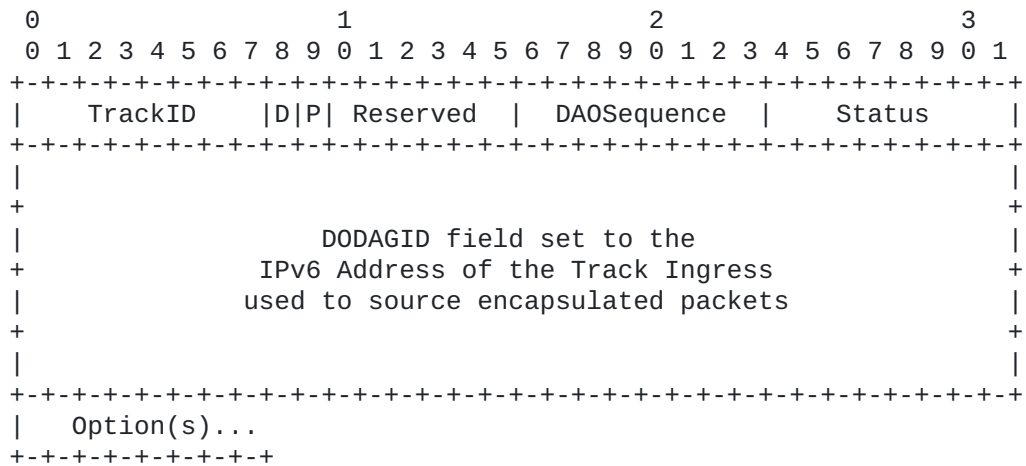 0                   1                   2                   3
 0 1 2 3 4 5 6 7 8 9 0 1 2 3 4 5 6 7 8 9 0 1 2 3 4 5 6 7 8 9 0 1
+-+-+-+-+-+-+-+-+-+-+-+-+-+-+-+-+-+-+-+-+-+-+-+-+-+-+-+-+-+-+-+-+
|    TrackID    |D|P| Reserved  |  DAOSequence  |    Status     |
+-+-+-+-+-+-+-+-+-+-+-+-+-+-+-+-+-+-+-+-+-+-+-+-+-+-+-+-+-+-+-+-+
|                                                               |
+                                                               +
|                   DODAGID field set to the                    |
+               IPv6 Address of the Track Ingress               +
|              used to source encapsulated packets              |
+                                                               +
|                                                               |
+-+-+-+-+-+-+-+-+-+-+-+-+-+-+-+-+-+-+-+-+-+-+-+-+-+-+-+-+-+-+-+-+
|   Option(s)...
+-+-+-+-+-+-+-+-+